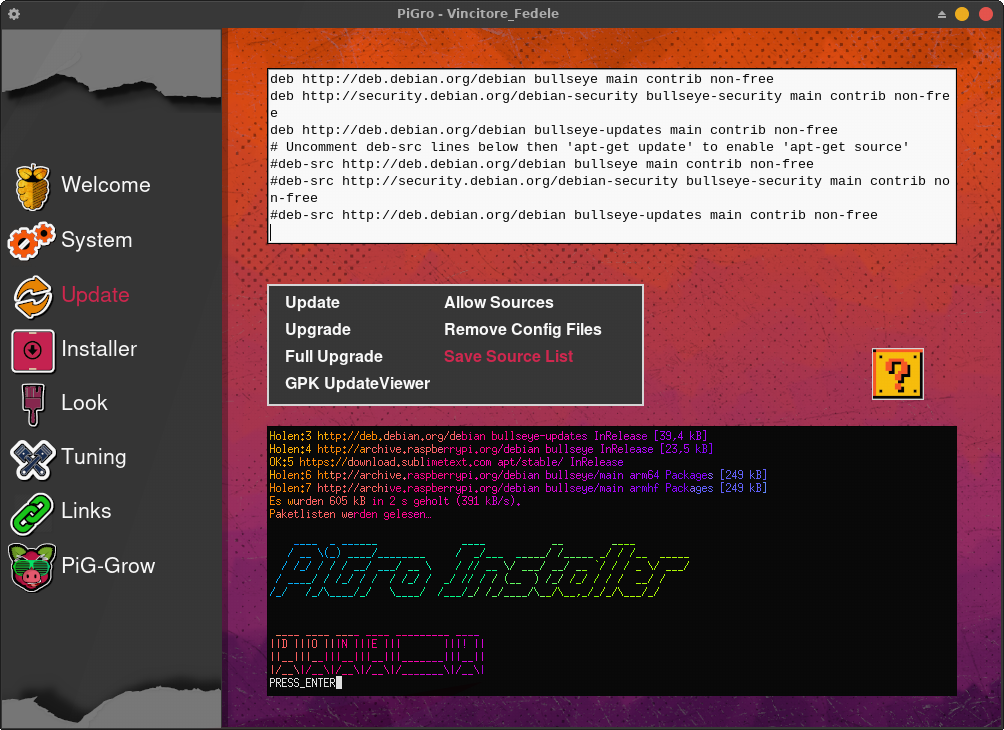 PiGro - Vincitore_Fedele
Welcome
System
Update
Installer
Look
Tuning
Links
PiG-Grow
deb http://deb.debian.org/debian bullseye main contrib non-free
deb http://security.debian.org/debian-security bullseye-security main contrib non-fre
e
deb http://deb.debian.org/debian bullseye-updates main contrib non-free
# Uncomment deb-src lines below then 'apt-get update' to enable 'apt-get source'
#deb-src http://deb.debian.org/debian bullseye main contrib non-free
#deb-src http://security.debian.org/debian-security bullseye-security main contrib no
n-free
#deb-src http://deb.debian.org/debian bullseye-updates main contrib non-free
Update
Allow Sources
Upgrade
Remove Config Files
Full Upgrade
Save Source List
GPK UpdateViewer
?
Holen:3 http://deb.debian.org/debian bullseye-updates InRelease [39,4 kB]
Holen:4 http://archive.raspberrypi.org/debian bullseye InRelease [23,5 kB]
OK:5 https://download.sublimetext.com apt/stable/ InRelease
Holen:6 http://archive.raspberrypi.org/debian bullseye/main arm64 Packages [249 kB]
Holen:7 http://archive.raspberrypi.org/debian bullseye/main armhf Packages [249 kB]
Es wurden 605 kB in 2 s geholt (391 kB/s).
Paketlisten werden gelesen…
PiGro Installer
DONE !
PRESS_ENTER